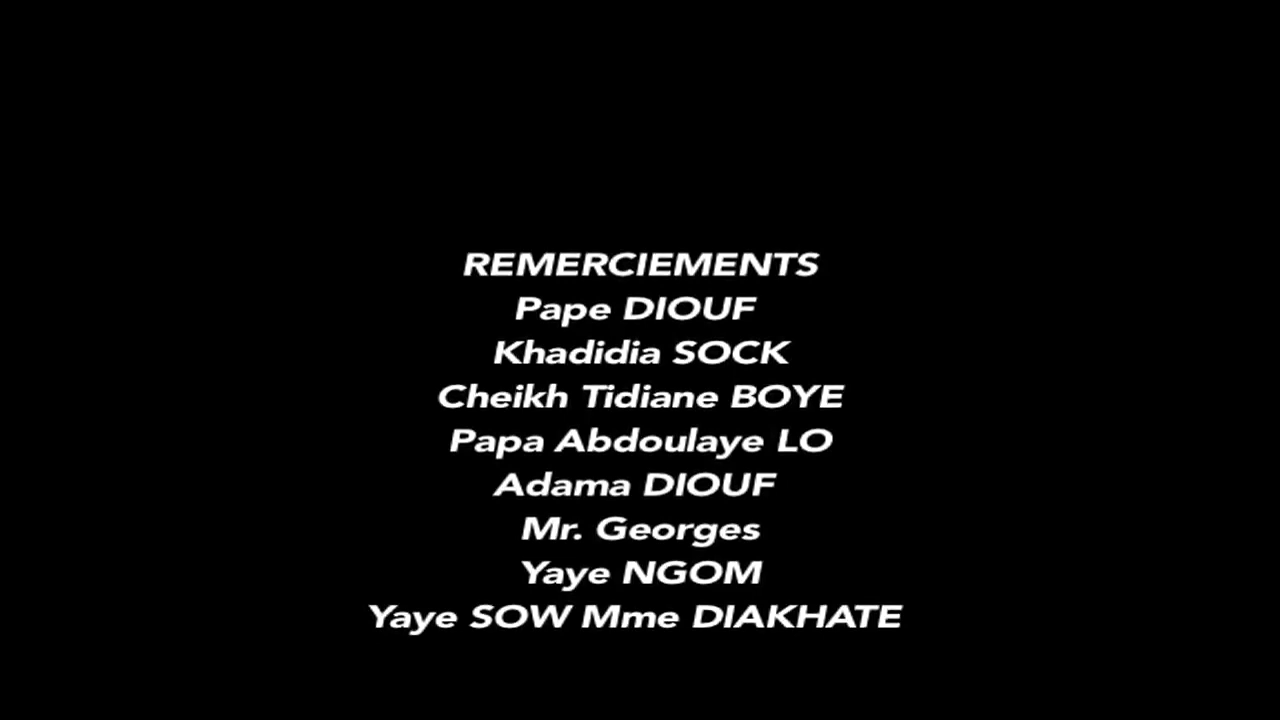 REMERCIEMENTS
Pape DIOUF
Khadidia SOCK
Cheikh Tidiane BOYE
Papa Abdoulaye LO
Adama DIOUF
Mr. Georges
Yaye NGOM
Yaye SOW Mme DIAKHATE